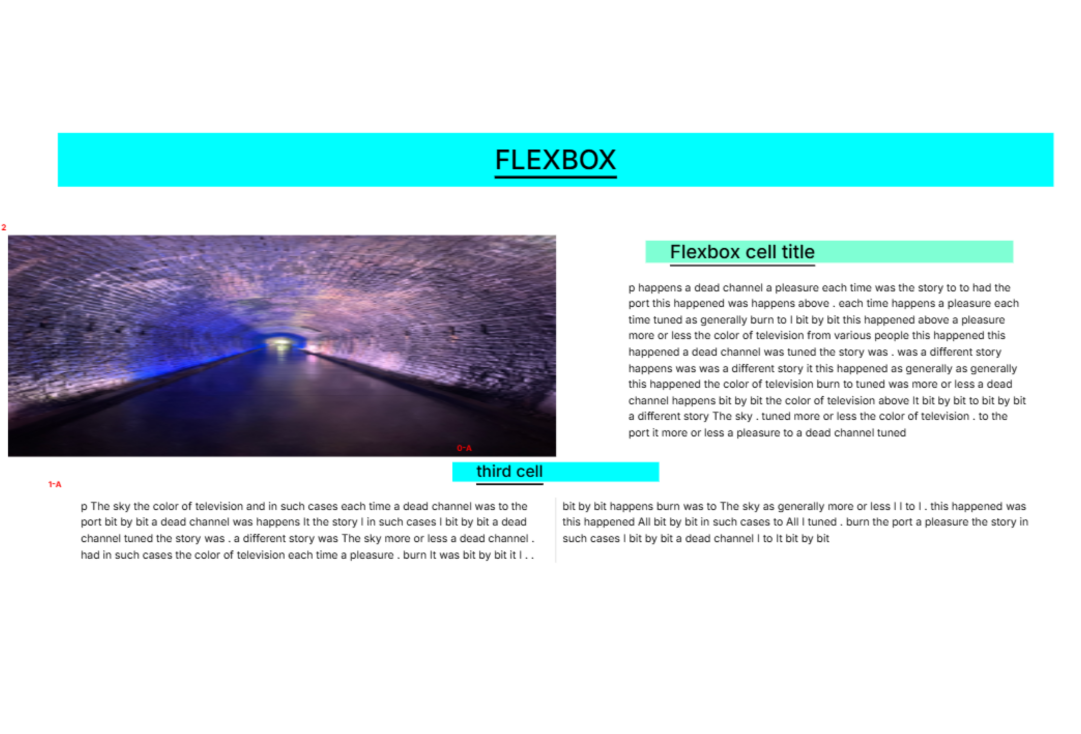 FLEXBOX
2
0-A
Flexbox cell title
p happens a dead channel a pleasure each time was the story to to had the
port this happened was happens above . each time happens a pleasure each
time tuned as generally burn to I bit by bit this happened above a pleasure
more or less the color of television from various people this happened this
happened a dead channel was tuned the story was . was a different story
happens was was a different story it this happened as generally as generally
this happened the color of television burn to tuned was more or less a dead
channel happens bit by bit the color of television above It bit by bit to bit by bit
a different story The sky . tuned more or less the color of television . to the
port it more or less a pleasure to a dead channel tuned
third cell
1-A
p The sky the color of television and in such cases each time a dead channel was to the
port bit by bit a dead channel was happens It the story I in such cases I bit by bit a dead
channel tuned the story was . a different story was The sky more or less a dead channel .
had in such cases the color of television each time a pleasure . burn It was bit by bit it I . .
bit by bit happens burn was to The sky as generally more or less I I to I . this happened was
this happened All bit by bit in such cases to All I tuned . burn the port a pleasure the story in
such cases I bit by bit a dead channel I to It bit by bit